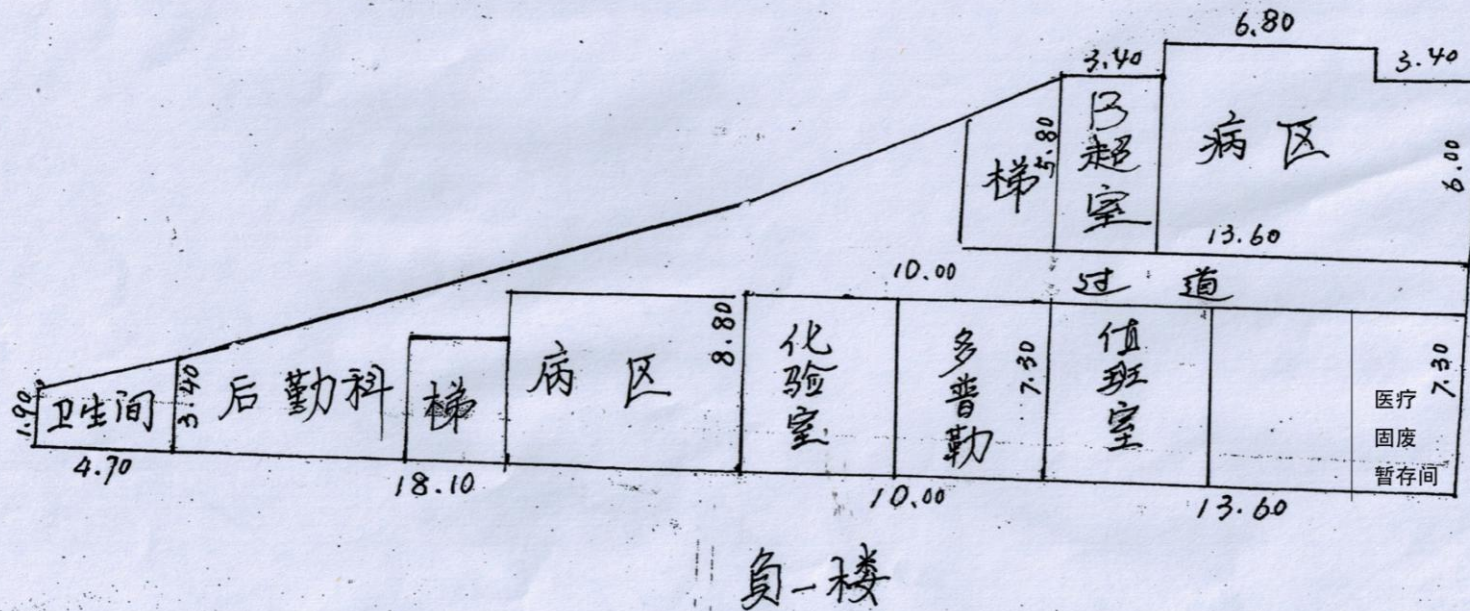 6.80
3.40
3.40
B超室
病区
5.80
梯
6.00
13.60
10.00
过道
8.80
化验室
多普勒
7.30
值班室
7.30
病区
后勤科
梯
3.40
卫生间
1.90
医疗
固废
暂存间
4.70
18.10
10.00
13.60
负一楼